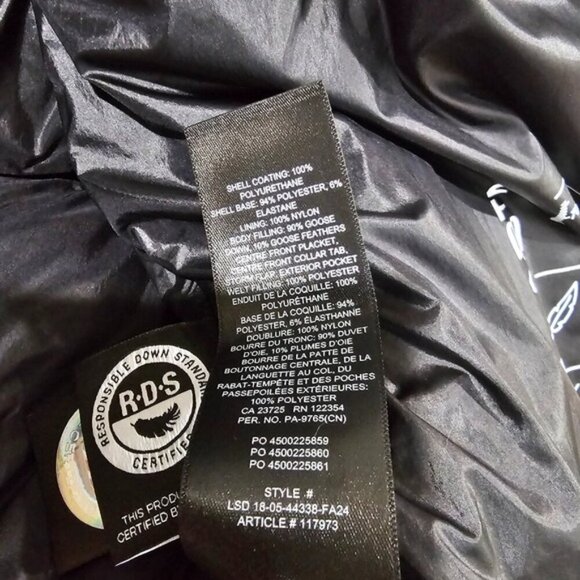 SHELL COATING: 100%
POLYURETHANE
SHELL BASE: 94% POLYESTER, 6%
ELASTANE
LINING: 100% NYLON
BODY FILLING: 90% GOOSE
DOWN, 10% GOOSE FEATHERS
CENTRE FRONT PLACKET,
CENTRE FRONT COLLAR TAB,
STORM FLAP, EXTERIOR POCKET
WELT FILLING: 100% POLYESTER
ENDUIT DE LA COQUILLE: 100%
POLYURÉTHANE
BASE DE LA COQUILLE: 94%
POLYESTER, 6% ÉLASTHANNE
DOUBLURE: 100% NYLON
BOURRE DU TRONC: 90% DUVET
D'OIE, 10% PLUMES D'OIE
BOURRE DE LA PATTE DE
BOUTONNAGE CENTRALE, DE LA
LANGUETTE AU COL, DU
RABAT-TEMPÊTE ET DES POCHES
PASSEPOILÉES EXTÉRIEURES:
100% POLYESTER
CA 23725 RN 122354
PER. NO. PA-9765(CN)
PO 4500225859
PO 4500225860
PO 4500225861
STYLE #
LSD 18-05-44338-FA24
ARTICLE # 117973
RESPONSIBLE DOWN STANDARD
R·D·S
CERTIFIED
THIS PRODU
CERTIFIED B